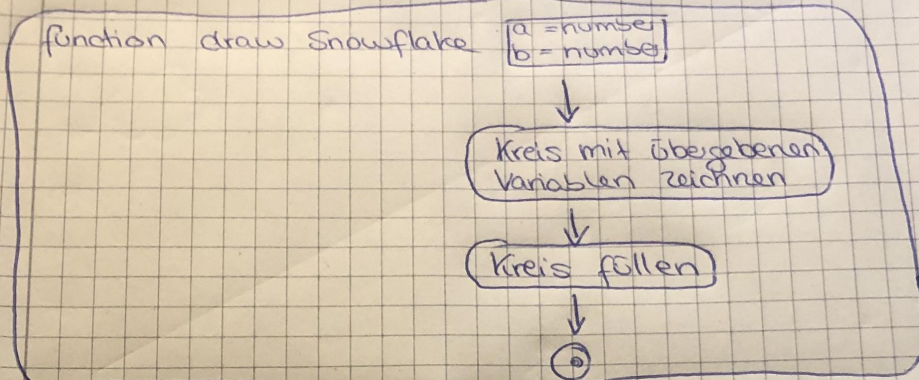 function draw Snowflake
a = number
b = number
Kreis mit übergebenen
Variablen zeichnen
Kreis füllen